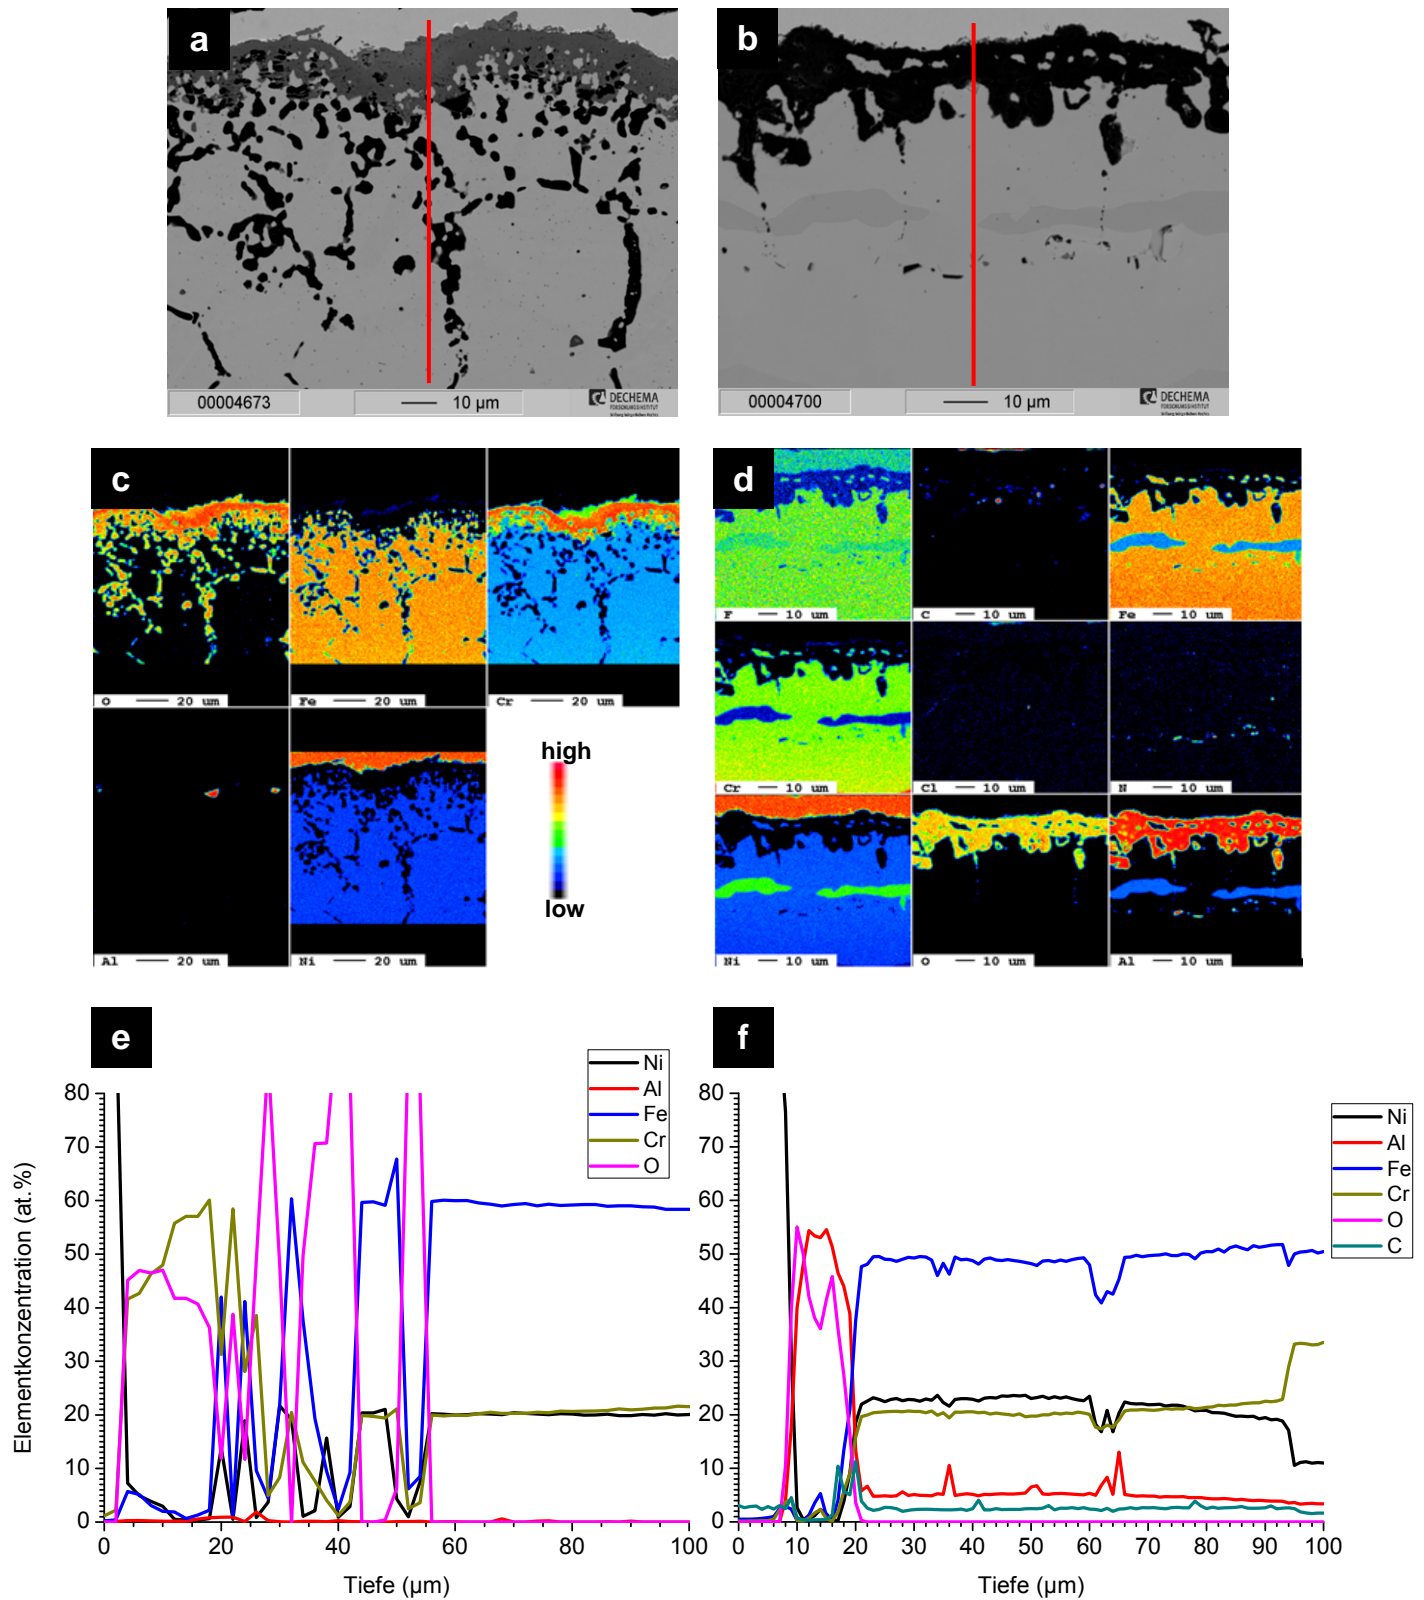 a
b
00004673
10 µm
DECHEMA
FORSCHUNGSINSTITUT
00004700
10 µm
DECHEMA
FORSCHUNGSINSTITUT
c
O 20 um
Fe 20 um
Cr 20 um
Al 20 um
Ni 20 um
high
low
d
F 10 um
C 10 um
Fe 10 um
Cr 10 um
Cl 10 um
N 10 um
Ni 10 um
O 10 um
Al 10 um
e
Ni
Al
Fe
Cr
O
80
70
60
50
40
30
20
10
0
0 20 40 60 80 100
Elementkonzentration (at.%)
Tiefe (µm)
f
Ni
Al
Fe
Cr
O
C
80
70
60
50
40
30
20
10
0
0 10 20 30 40 50 60 70 80 90 100
Tiefe (µm)